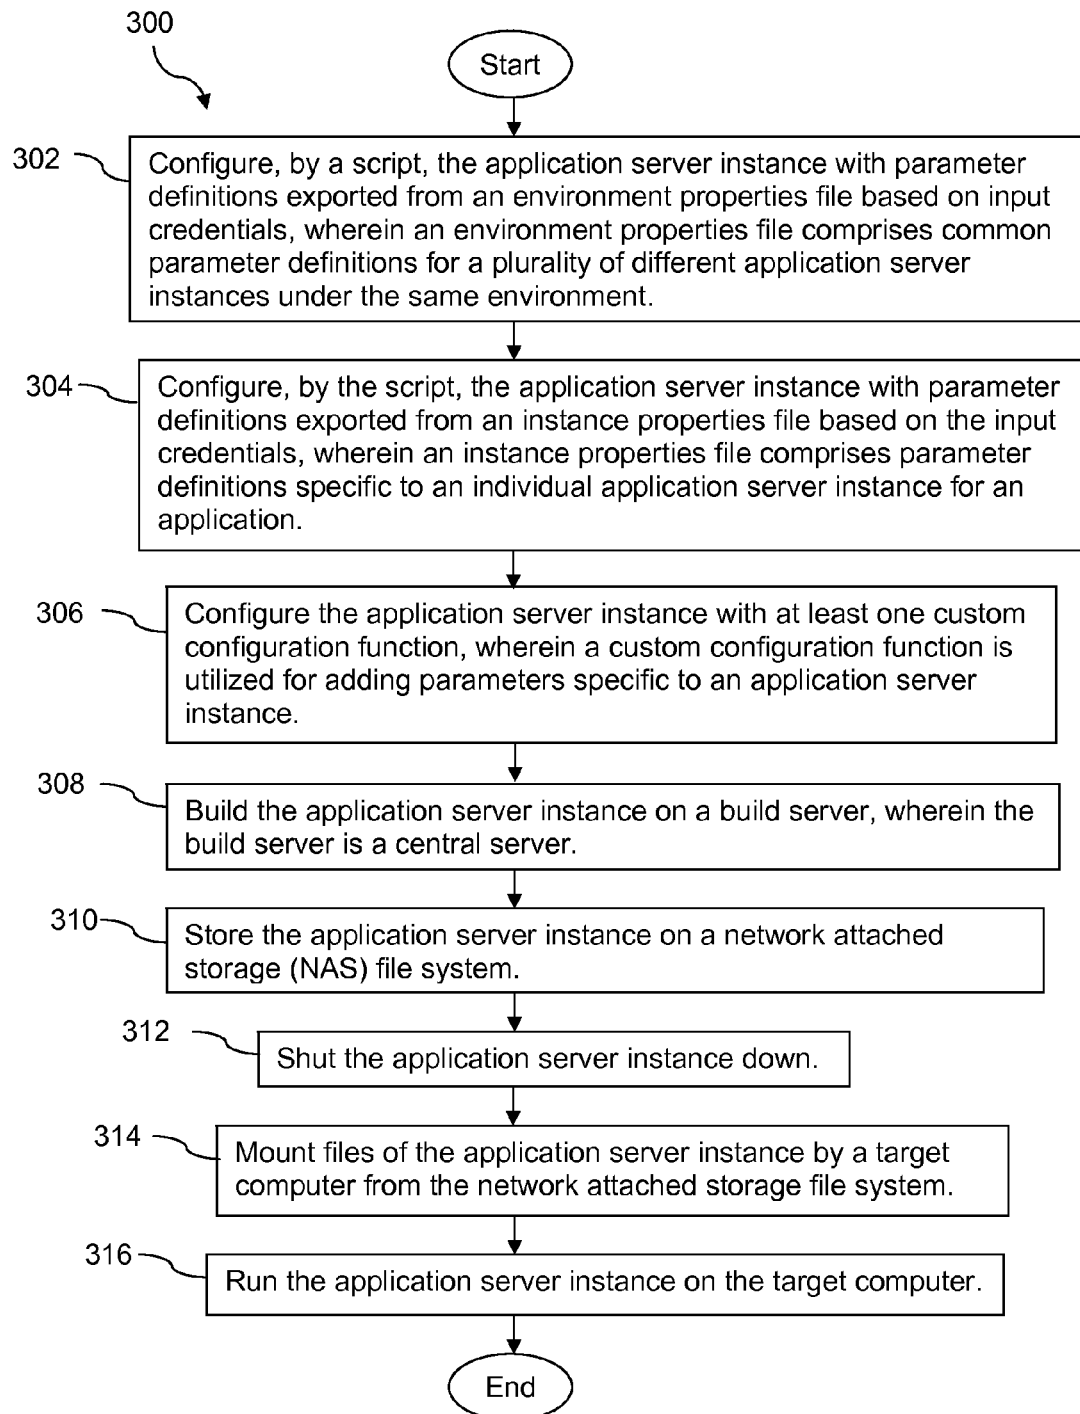 300
Start
302
Configure, by a script, the application server instance with parameter
definitions exported from an environment properties file based on input
credentials, wherein an environment properties file comprises common
parameter definitions for a plurality of different application server
instances under the same environment.
304
Configure, by the script, the application server instance with parameter
definitions exported from an instance properties file based on the input
credentials, wherein an instance properties file comprises parameter
definitions specific to an individual application server instance for an
application.
306
Configure the application server instance with at least one custom
configuration function, wherein a custom configuration function is
utilized for adding parameters specific to an application server
instance.
308
Build the application server instance on a build server, wherein the
build server is a central server.
310
Store the application server instance on a network attached
storage (NAS) file system.
312
Shut the application server instance down.
314
Mount files of the application server instance by a target
computer from the network attached storage file system.
316
Run the application server instance on the target computer.
End